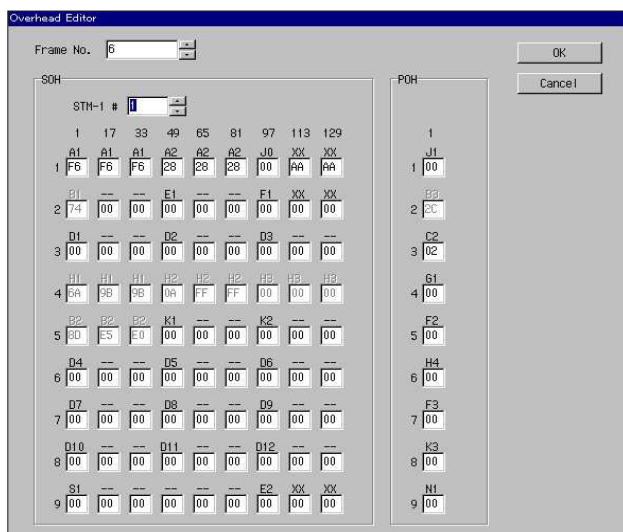 Overhead Editor
Frame No. 6
OK
Cancel
SOH
STM-1 # 1
1 17 33 49 65 81 97 113 129
A1 A1 A1 A2 A2 A2 J0 XX XX
1 F6 F6 F6 28 28 28 00 AA AA
B1 -- -- E1 -- -- F1 XX XX
2 74 00 00 00 00 00 00 00 00
D1 -- -- D2 -- -- D3 -- --
3 00 00 00 00 00 00 00 00 00
H1 H1 H1 H2 H2 H2 H3 H3 H3
4 6A 9B 9B 0A FF FF 00 00 00
B2 B2 B2 K1 -- -- K2 -- --
5 8D E5 E0 00 00 00 00 00 00
D4 -- -- D5 -- -- D6 -- --
6 00 00 00 00 00 00 00 00 00
D7 -- -- D8 -- -- D9 -- --
7 00 00 00 00 00 00 00 00 00
D10 -- -- D11 -- -- D12 -- --
8 00 00 00 00 00 00 00 00 00
S1 -- -- -- -- -- E2 XX XX
9 00 00 00 00 00 00 00 00 00
POH
1
J1
1 00
B3
2 2C
C2
3 02
G1
4 00
F2
5 00
H4
6 00
F3
7 00
K3
8 00
N1
9 00